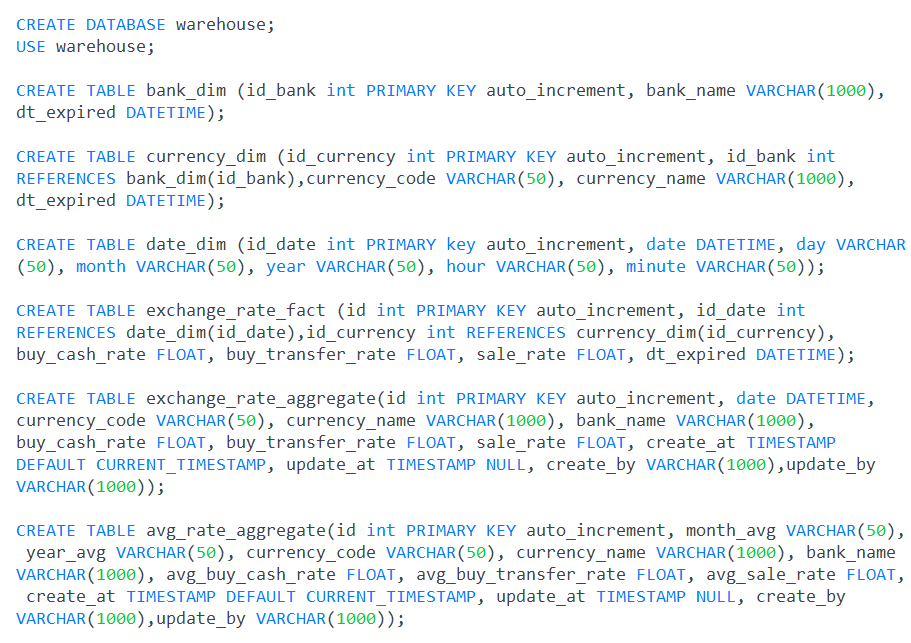 CREATE DATABASE warehouse;
USE warehouse;
CREATE TABLE bank_dim (id_bank int PRIMARY KEY auto_increment, bank_name VARCHAR(1000),
dt_expired DATETIME);
CREATE TABLE currency_dim (id_currency int PRIMARY KEY auto_increment, id_bank int
REFERENCES bank_dim(id_bank),currency_code VARCHAR(50), currency_name VARCHAR(1000),
dt_expired DATETIME);
CREATE TABLE date_dim (id_date int PRIMARY key auto_increment, date DATETIME, day VARCHAR
(50), month VARCHAR(50), year VARCHAR(50), hour VARCHAR(50), minute VARCHAR(50));
CREATE TABLE exchange_rate_fact (id int PRIMARY KEY auto_increment, id_date int
REFERENCES date_dim(id_date),id_currency int REFERENCES currency_dim(id_currency),
buy_cash_rate FLOAT, buy_transfer_rate FLOAT, sale_rate FLOAT, dt_expired DATETIME);
CREATE TABLE exchange_rate_aggregate(id int PRIMARY KEY auto_increment, date DATETIME,
currency_code VARCHAR(50), currency_name VARCHAR(1000), bank_name VARCHAR(1000),
buy_cash_rate FLOAT, buy_transfer_rate FLOAT, sale_rate FLOAT, create_at TIMESTAMP
DEFAULT CURRENT_TIMESTAMP, update_at TIMESTAMP NULL, create_by VARCHAR(1000),update_by
VARCHAR(1000));
CREATE TABLE avg_rate_aggregate(id int PRIMARY KEY auto_increment, month_avg VARCHAR(50),
year_avg VARCHAR(50), currency_code VARCHAR(50), currency_name VARCHAR(1000), bank_name
VARCHAR(1000), avg_buy_cash_rate FLOAT, avg_buy_transfer_rate FLOAT, avg_sale_rate FLOAT,
create_at TIMESTAMP DEFAULT CURRENT_TIMESTAMP, update_at TIMESTAMP NULL, create_by
VARCHAR(1000),update_by VARCHAR(1000));